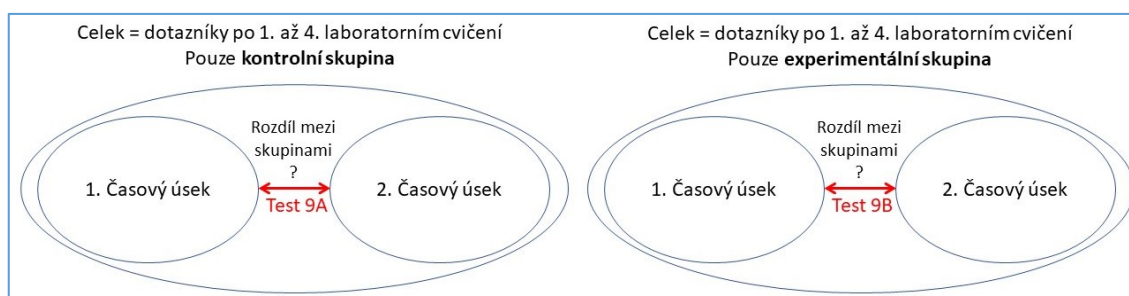 Celek = dotazníky po 1. až 4. laboratorním cvičení
Pouze kontrolní skupina
Rozdíl mezi
skupinami
?
1. Časový úsek
2. Časový úsek
Test 9A
Celek = dotazníky po 1. až 4. laboratorním cvičení
Pouze experimentální skupina
Rozdíl mezi
skupinami
?
1. Časový úsek
2. Časový úsek
Test 9B